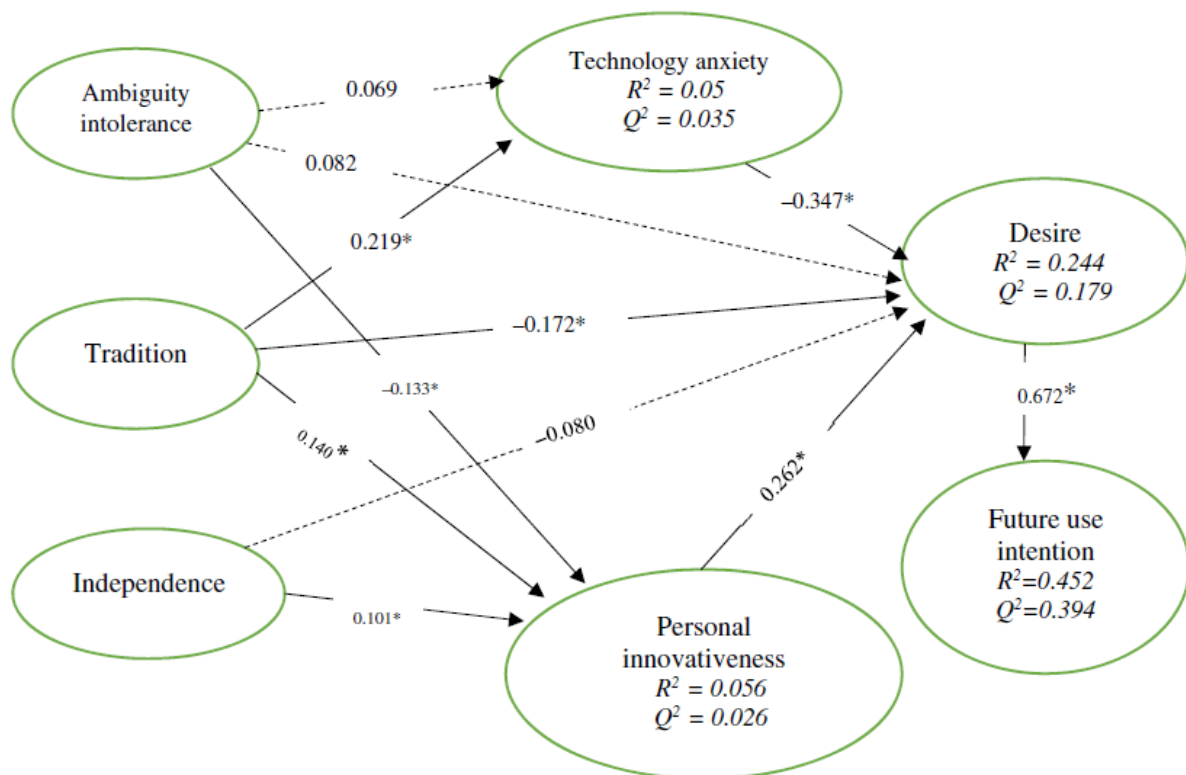 Ambiguity
intolerance
0.069
Technology anxiety
R² = 0.05
Q² = 0.035
0.082
–0.347*
0.219*
Desire
R² = 0.244
Q² = 0.179
Tradition
–0.172*
–0.133*
0.672*
0.140*
–0.080
0.262*
Independence
0.101*
Future use
intention
R²=0.452
Q²=0.394
Personal
innovativeness
R² = 0.056
Q² = 0.026